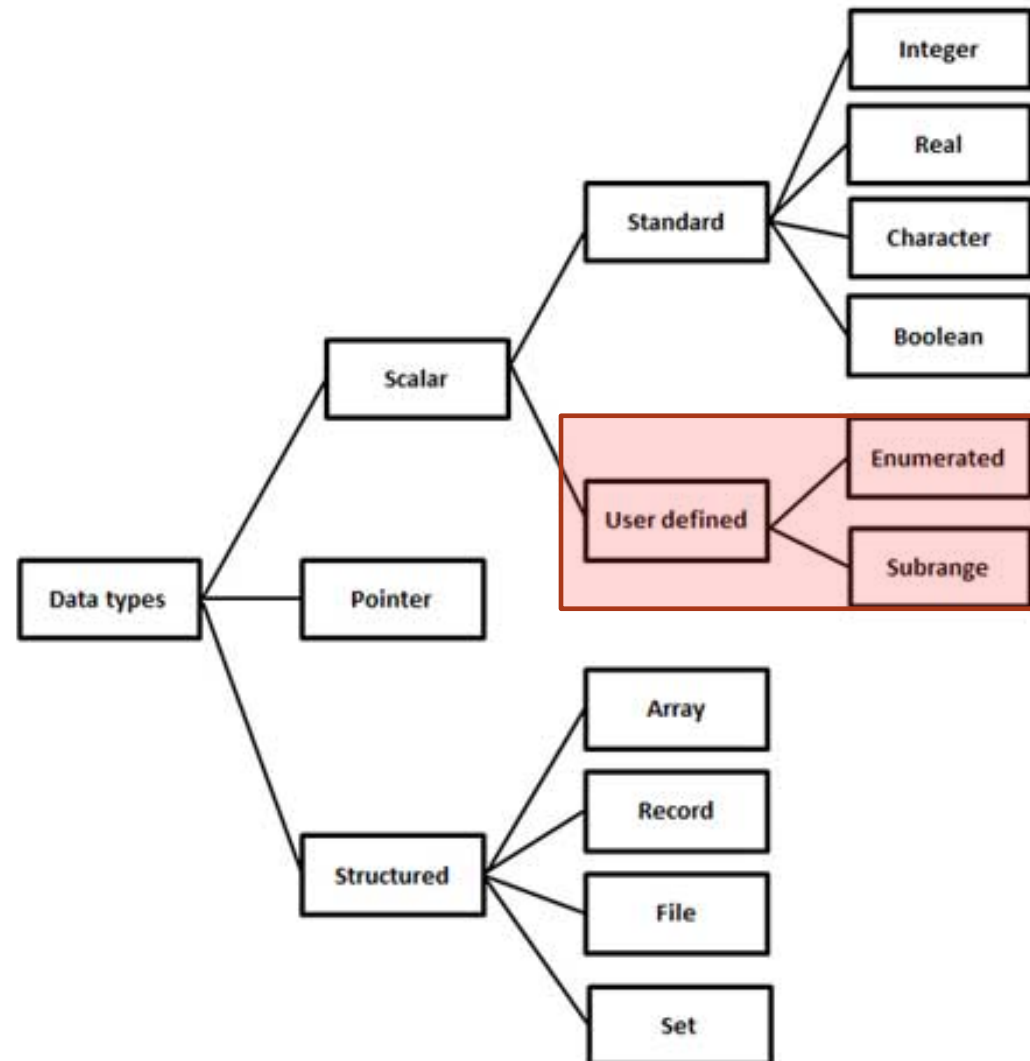 Integer
Real
Standard
Character
Boolean
Scalar
Enumerated
User defined
Subrange
Data types
Pointer
Array
Record
Structured
File
Set